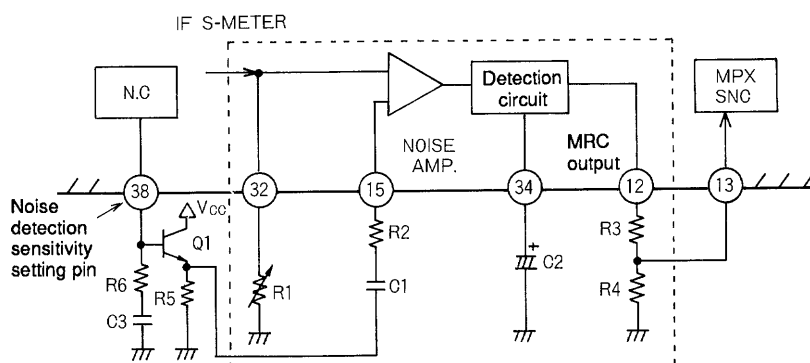 IF S-METER
N.C
NOISE
AMP.
Detection
circuit
MRC
output
MPX
SNC
38
32
15
34
12
13
Noise
detection
sensitivity
setting pin
VCC
Q1
R6
C3
R5
R1
R2
C1
+
C2
R3
R4